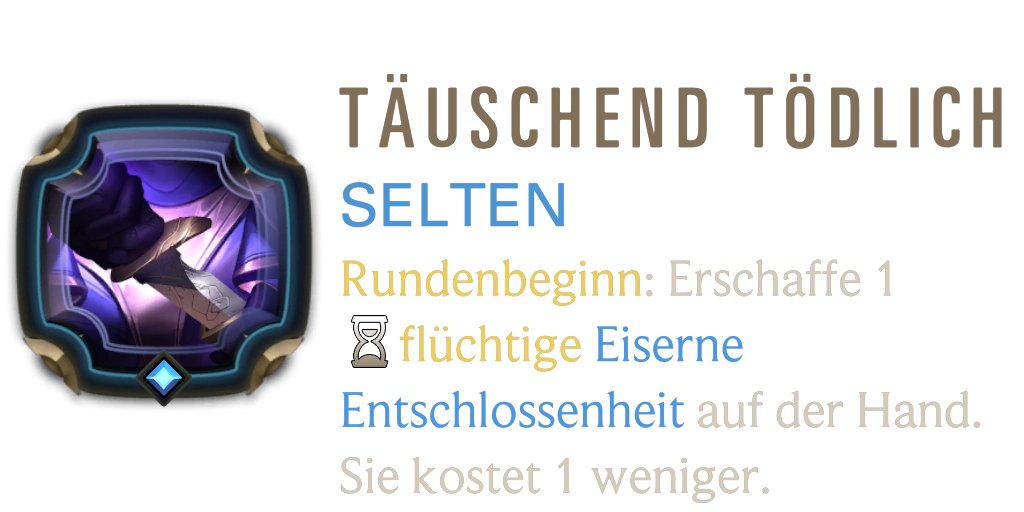 TÄUSCHEND TÖDLICH
SELTEN
Rundenbeginn: Erschaffe 1
flüchtige Eiserne
Entschlossenheit auf der Hand.
Sie kostet 1 weniger.